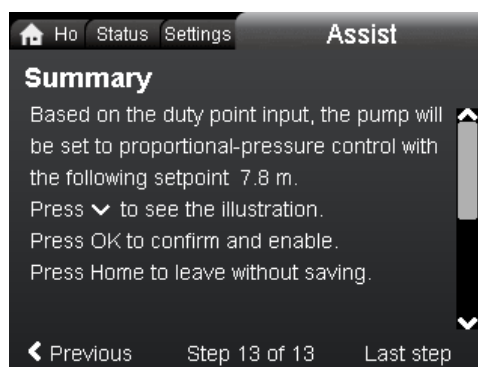 Ho Status Settings Assist
Summary
Based on the duty point input, the pump will
be set to proportional-pressure control with
the following setpoint 7.8 m.
Press to see the illustration.
Press OK to confirm and enable.
Press Home to leave without saving.
Previous Step 13 of 13 Last step